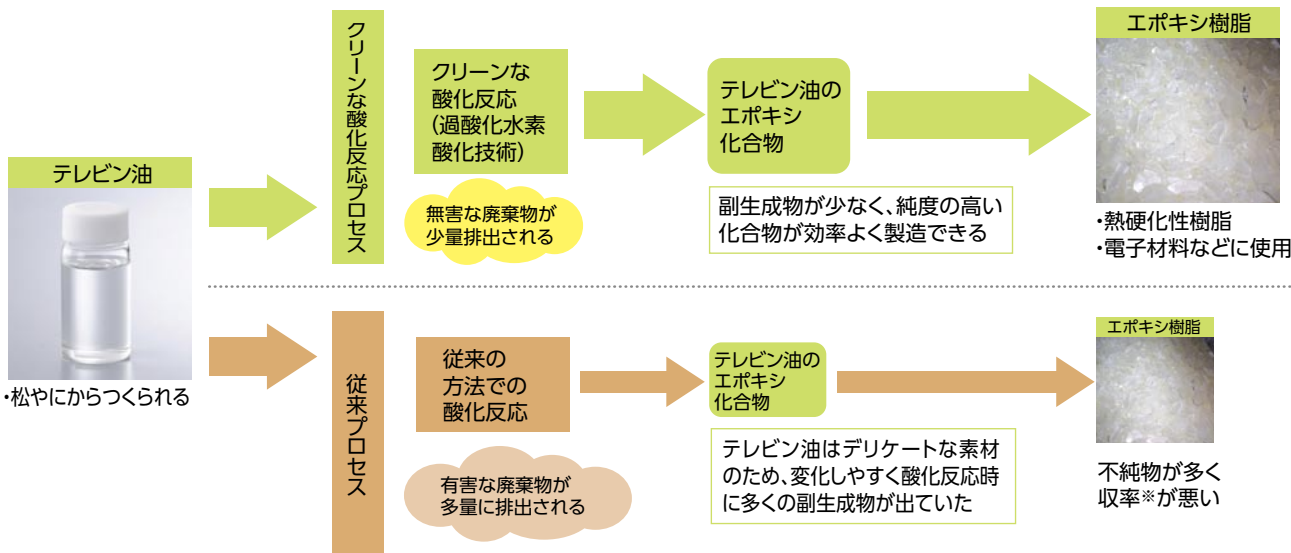 テレビン油
・松やにからつくられる
クリーンな酸化反応プロセス
クリーンな
酸化反応
(過酸化水素
酸化技術)
無害な廃棄物が
少量排出される
テレビン油の
エポキシ
化合物
副生成物が少なく、純度の高い
化合物が効率よく製造できる
エポキシ樹脂
・熱硬化性樹脂
・電子材料などに使用
従来プロセス
従来の
方法での
酸化反応
有害な廃棄物が
多量に排出される
テレビン油の
エポキシ
化合物
テレビン油はデリケートな素材
のため、変化しやすく酸化反応時
に多くの副生成物が出ていた
エポキシ樹脂
不純物が多く
収率※が悪い